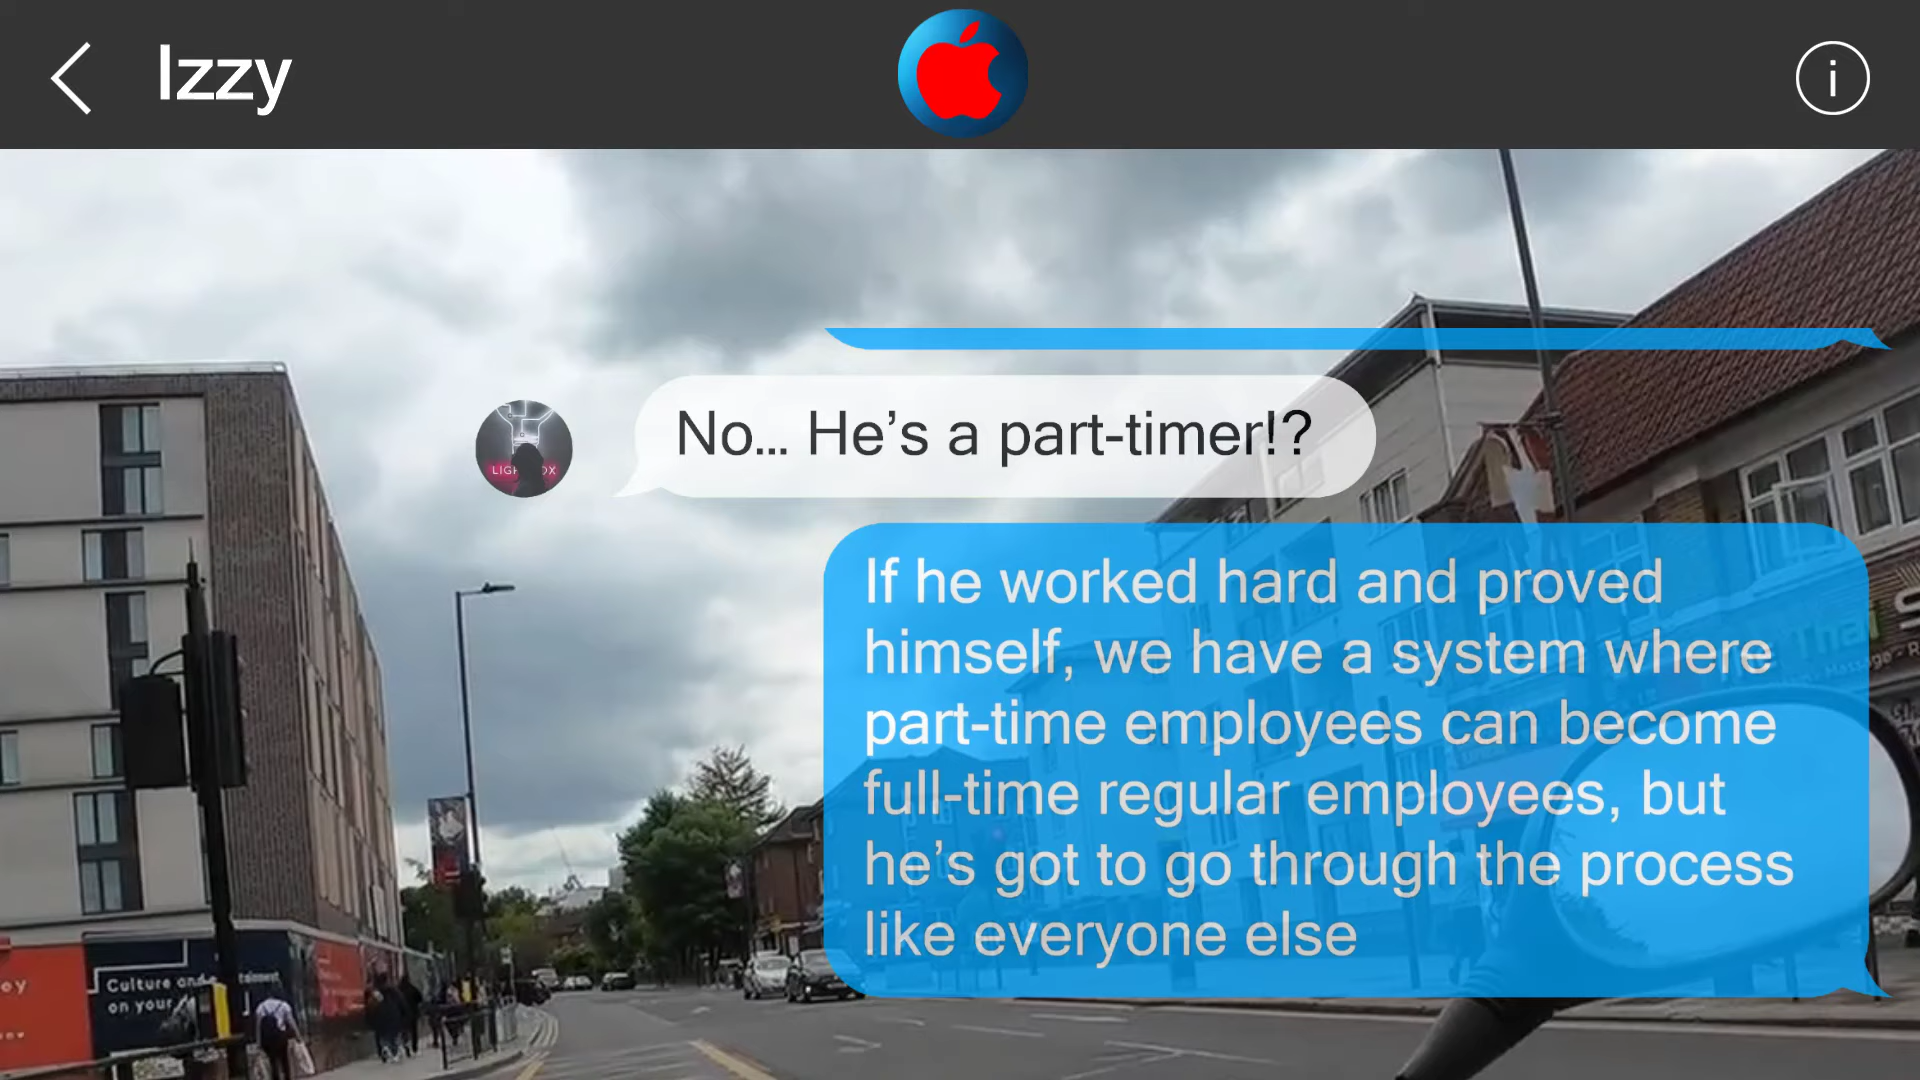 Izzy
i
No... He’s a part-timer!?
If he worked hard and proved
himself, we have a system where
part-time employees can become
full-time regular employees, but
he’s got to go through the process
like everyone else
Thai
Culture and
on your